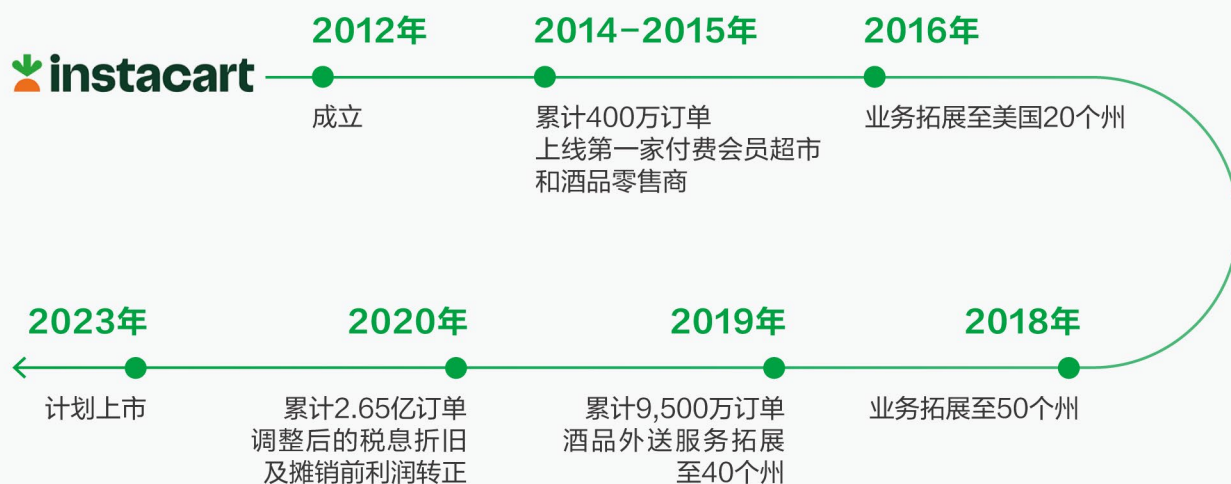 instacart
2012年
成立
2014-2015年
累计400万订单
上线第一家付费会员超市
和酒品零售商
2016年
业务拓展至美国20个州
2018年
业务拓展至50个州
2019年
累计9,500万订单
酒品外送服务拓展
至40个州
2020年
累计2.65亿订单
调整后的税息折旧
及摊销前利润转正
2023年
计划上市